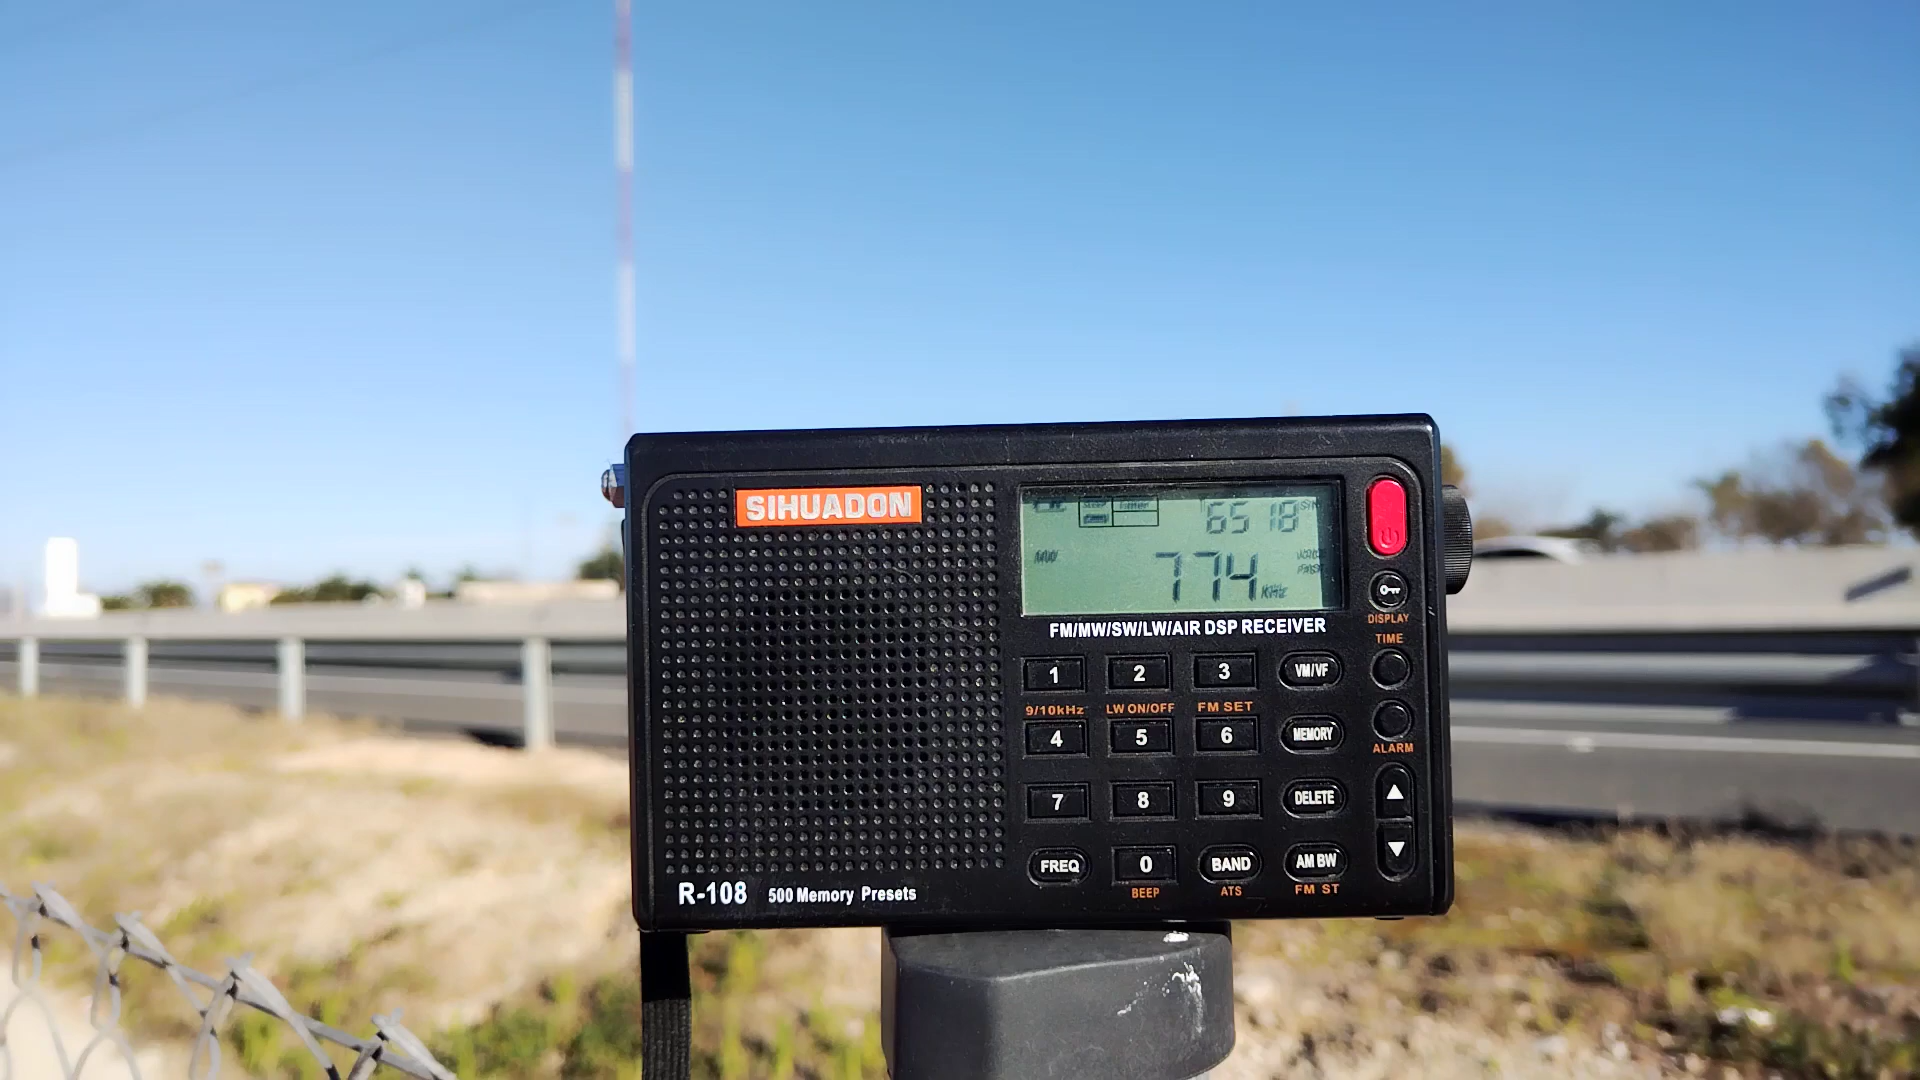 SIHUADON
65 18
MW
774
KHz
FM/MW/SW/LW/AIR DSP RECEIVER
DISPLAY
TIME
1 2 3 VM/VF
9/10kHz LW ON/OFF FM SET
4 5 6 MEMORY
ALARM
7 8 9 DELETE
FREQ 0 BAND AM BW
BEEP ATS FM ST
R-108 500 Memory Presets